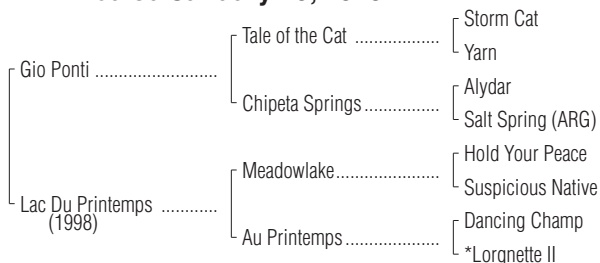 Storm Cat
Tale of the Cat ...................
Yarn
Gio Ponti ...........................
Alydar
Chipeta Springs ................
Salt Spring (ARG)
Hold Your Peace
Meadowlake......................
Suspicious Native
Lac Du Printemps ............
(1998)
Dancing Champ
Au Printemps....................
*Lorgnette II